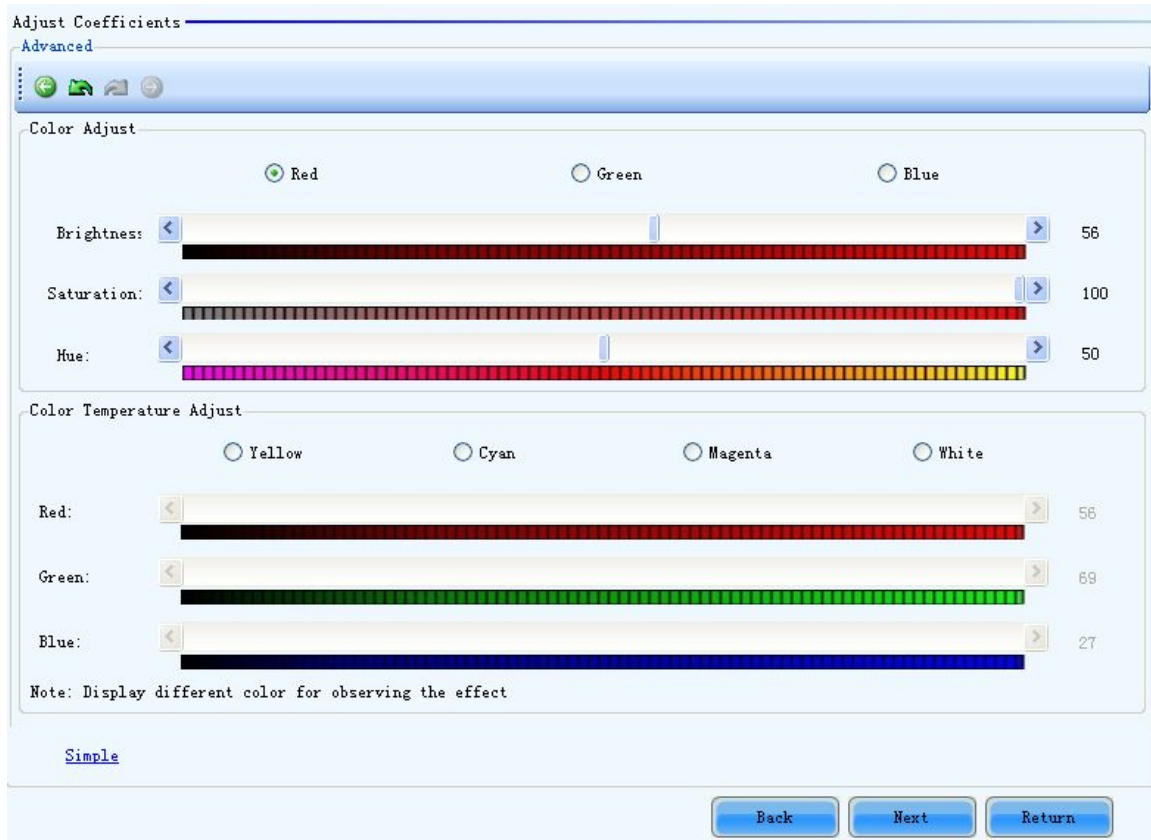 Adjust Coefficients
Advanced
Color Adjust
Red Green Blue
Brightness 56
Saturation: 100
Hue: 50
Color Temperature Adjust
Yellow Cyan Magenta White
Red: 56
Green: 69
Blue: 27
Note: Display different color for observing the effect
Simple
Back Next Return